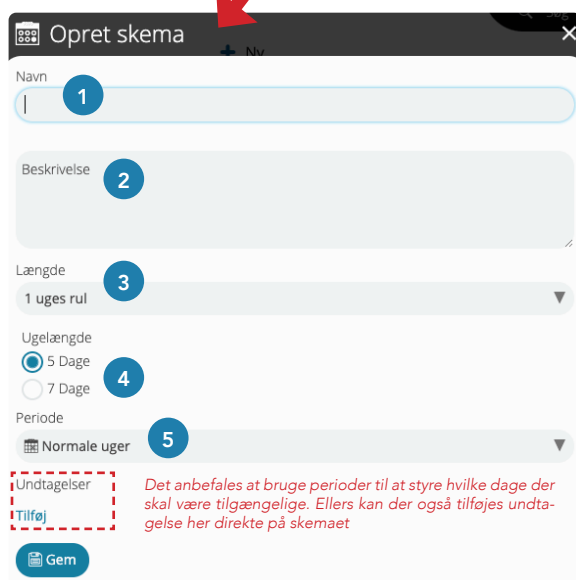 Søg
Opret skema
Ny
Navn
1
Beskrivelse
2
Længde
3
1 uges rul
Ugelængde
5 Dage
4
7 Dage
Periode
5
Normale uger
Undtagelser
Det anbefales at bruge perioder til at styre hvilke dage der
skal være tilgængelige. Ellers kan der også tilføjes undta-
Tilføj
gelse her direkte på skemaet
Gem